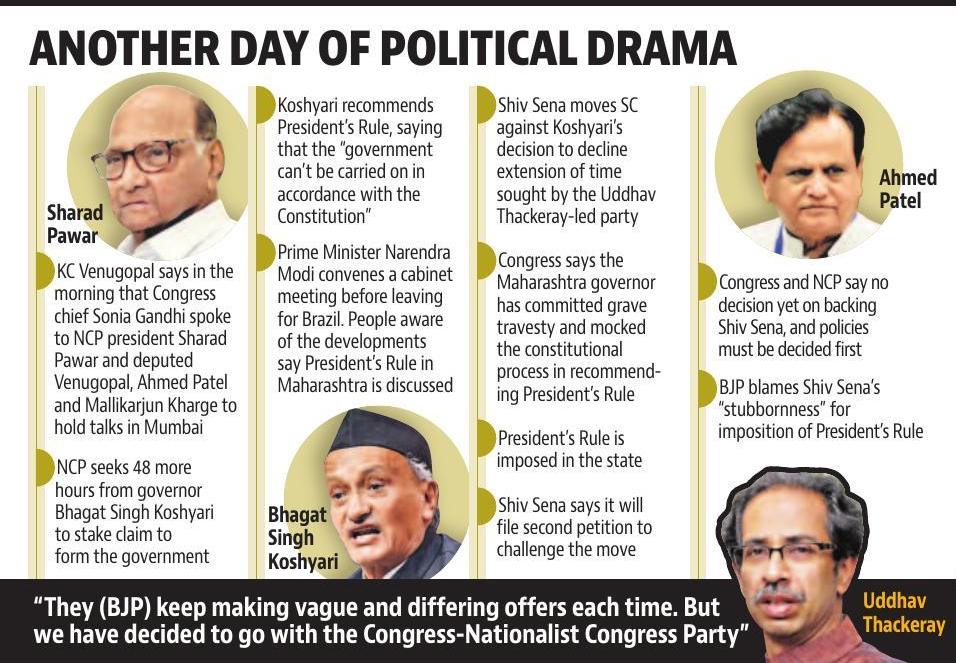 ANOTHER DAY OF POLITICAL DRAMA
Sharad
Pawar
KC Venugopal says in the
morning that Congress
chief Sonia Gandhi spoke
to NCP president Sharad
Pawar and deputed
Venugopal, Ahmed Patel
and Mallikarjun Kharge to
hold talks in Mumbai
NCP seeks 48 more
hours from governor
Bhagat Singh Koshyari
to stake claim to
form the government
Koshyari recommends
President's Rule, saying
that the "government
can't be carried on in
accordance with the
Constitution"
Prime Minister Narendra
Modi convenes a cabinet
meeting before leaving
for Brazil. People aware
of the developments
say President's Rule in
Maharashtra is discussed
Bhagat
Singh
Koshyari
Shiv Sena moves SC
against Koshyari's
decision to decline
extension of time
sought by the Uddhav
Thackeray-led party
Congress says the
Maharashtra governor
has committed grave
travesty and mocked
the constitutional
process in recommend-
ing President's Rule
President's Rule is
imposed in the state
Shiv Sena says it will
file second petition to
challenge the move
Ahmed
Patel
Congress and NCP say no
decision yet on backing
Shiv Sena, and policies
must be decided first
BJP blames Shiv Sena's
"stubbornness" for
imposition of President's Rule
"They (BJP) keep making vague and differing offers each time. But
we have decided to go with the Congress-Nationalist Congress Party"
Uddhav
Thackeray